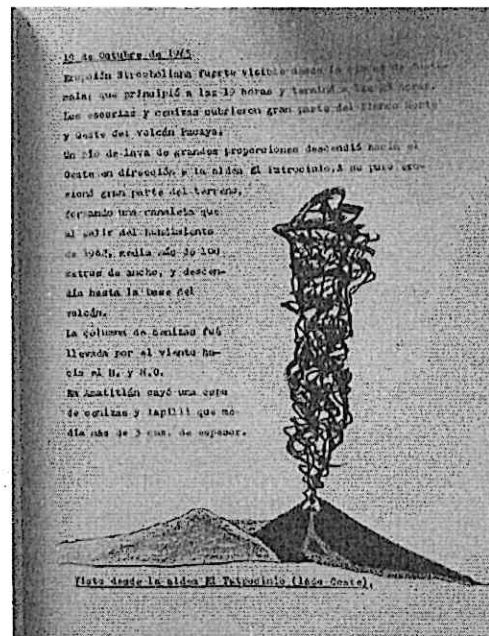 10 de Octubre de 1965
Erupción Stromboliana fuerte visible desde la ciudad de Guate-
mala; que principió a las 19 horas y terminó a las horas.
Las escorias y cenizas cubrieron gran parte del flanco Norte
y Oeste del volcán Pacaya.
Un río de lava de grandes proporciones descendió hacia el
Oeste en dirección a la aldea El Patrocinio. A su paso ero-
sionó gran parte del terreno,
formando una canaleta que
al salir del hundimiento
de 1962, medía más de 100
metros de ancho, y descen-
día hasta la base del
volcán.
La columna de cenizas fué
llevada por el viento ha-
cia el N. y N.O.
En Amatitlán cayó una capa
de cenizas y lapilli que me-
día más de 3 cms. de espesor.
Vista desde la aldea El Patrocinio (lado Oeste).